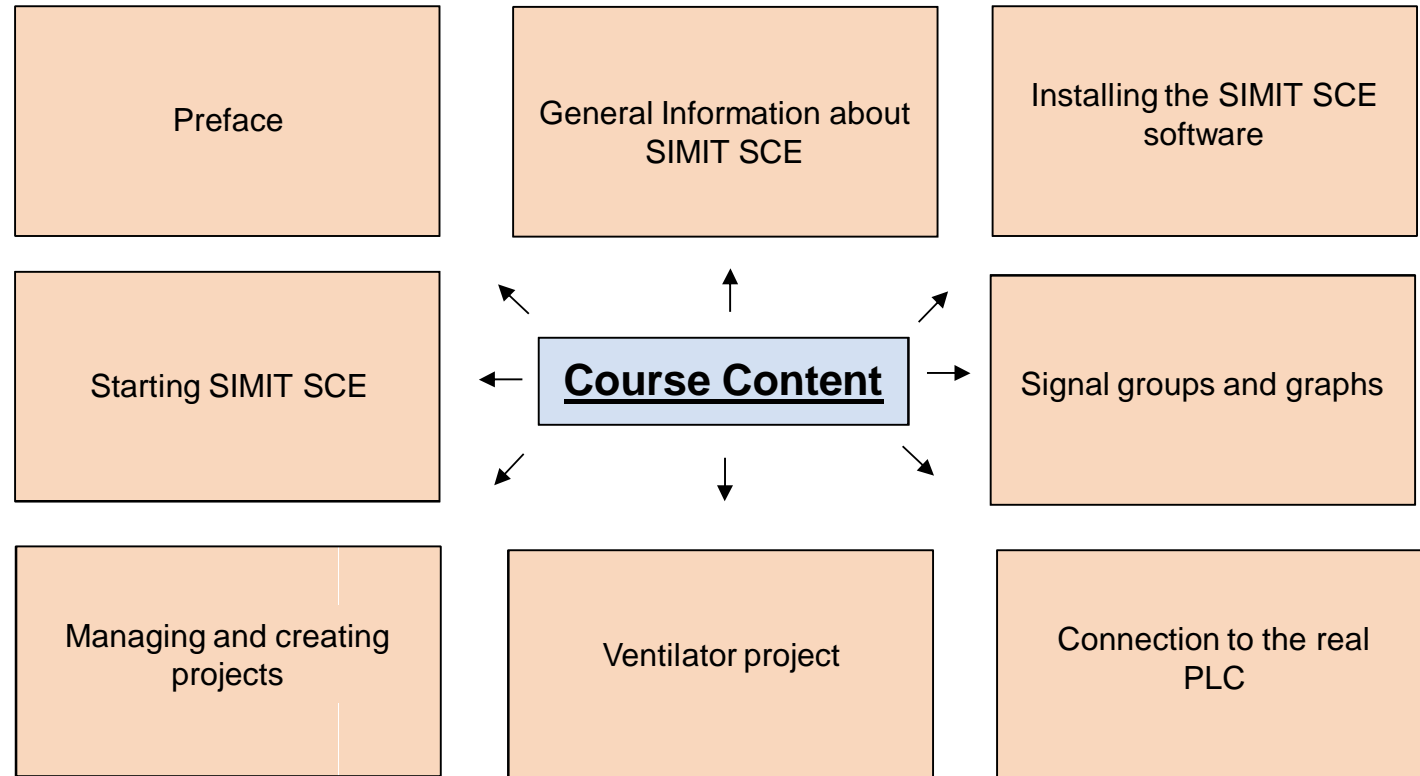 Preface
General Information about
SIMIT SCE
Installing the SIMIT SCE
software
Starting SIMIT SCE
Course Content
Signal groups and graphs
Managing and creating
projects
Ventilator project
Connection to the real
PLC